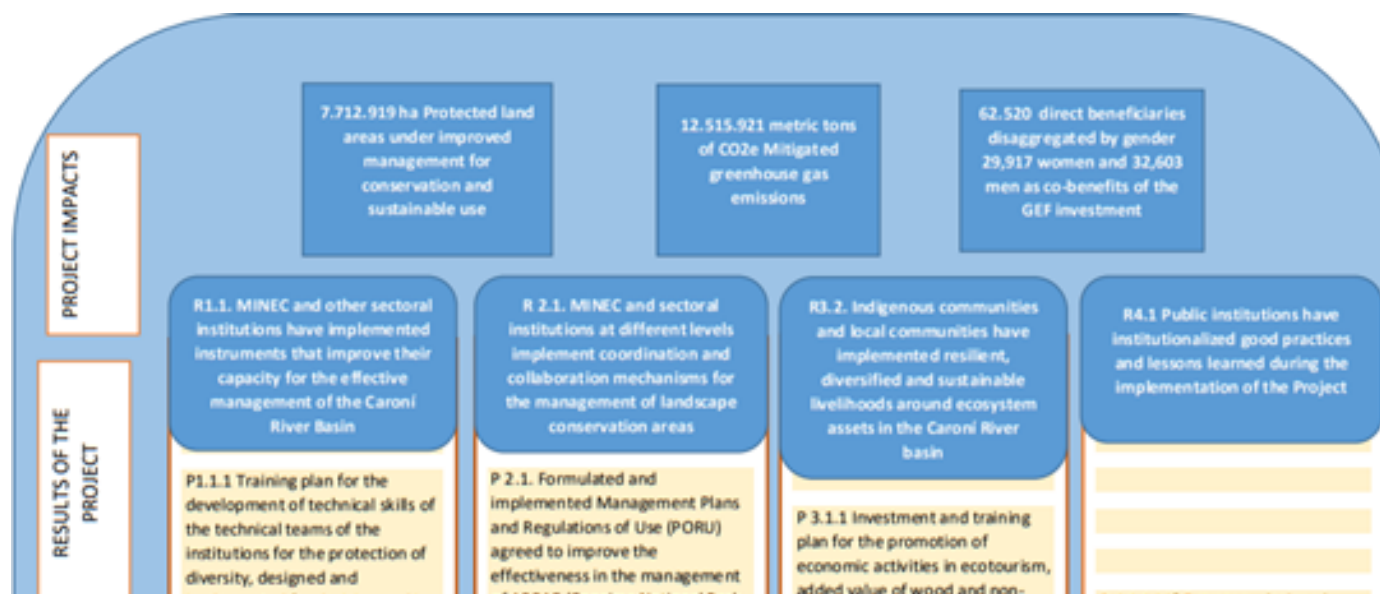 PROJECT IMPACTS
7.712.919 ha Protected land
areas under improved
management for
conservation and
sustainable use
12.515.921 metric tons
of CO2e Mitigated
greenhouse gas
emissions
62.520 direct beneficiaries
disaggregated by gender
29,917 women and 32,603
men as co-benefits of the
GEF investment
RESULTS OF THE
PROJECT
R1.1. MINEC and other sectoral
institutions have implemented
instruments that improve their
capacity for the effective
management of the Caroní
River Basin
R 2.1. MINEC and sectoral
institutions at different levels
implement coordination and
collaboration mechanisms for
the management of landscape
conservation areas
R3.2. Indigenous communities
and local communities have
implemented resilient,
diversified and sustainable
livelihoods around ecosystem
assets in the Caroní River
basin
R4.1 Public institutions have
institutionalized good practices
and lessons learned during the
implementation of the Project
P1.1.1 Training plan for the
development of technical skills of
the technical teams of the
institutions for the protection of
diversity, designed and
P 2.1. Formulated and
implemented Management Plans
and Regulations of Use (PORU)
agreed to improve the
effectiveness in the management
P 3.1.1 Investment and training
plan for the promotion of
economic activities in ecotourism,
added value of wood and non-